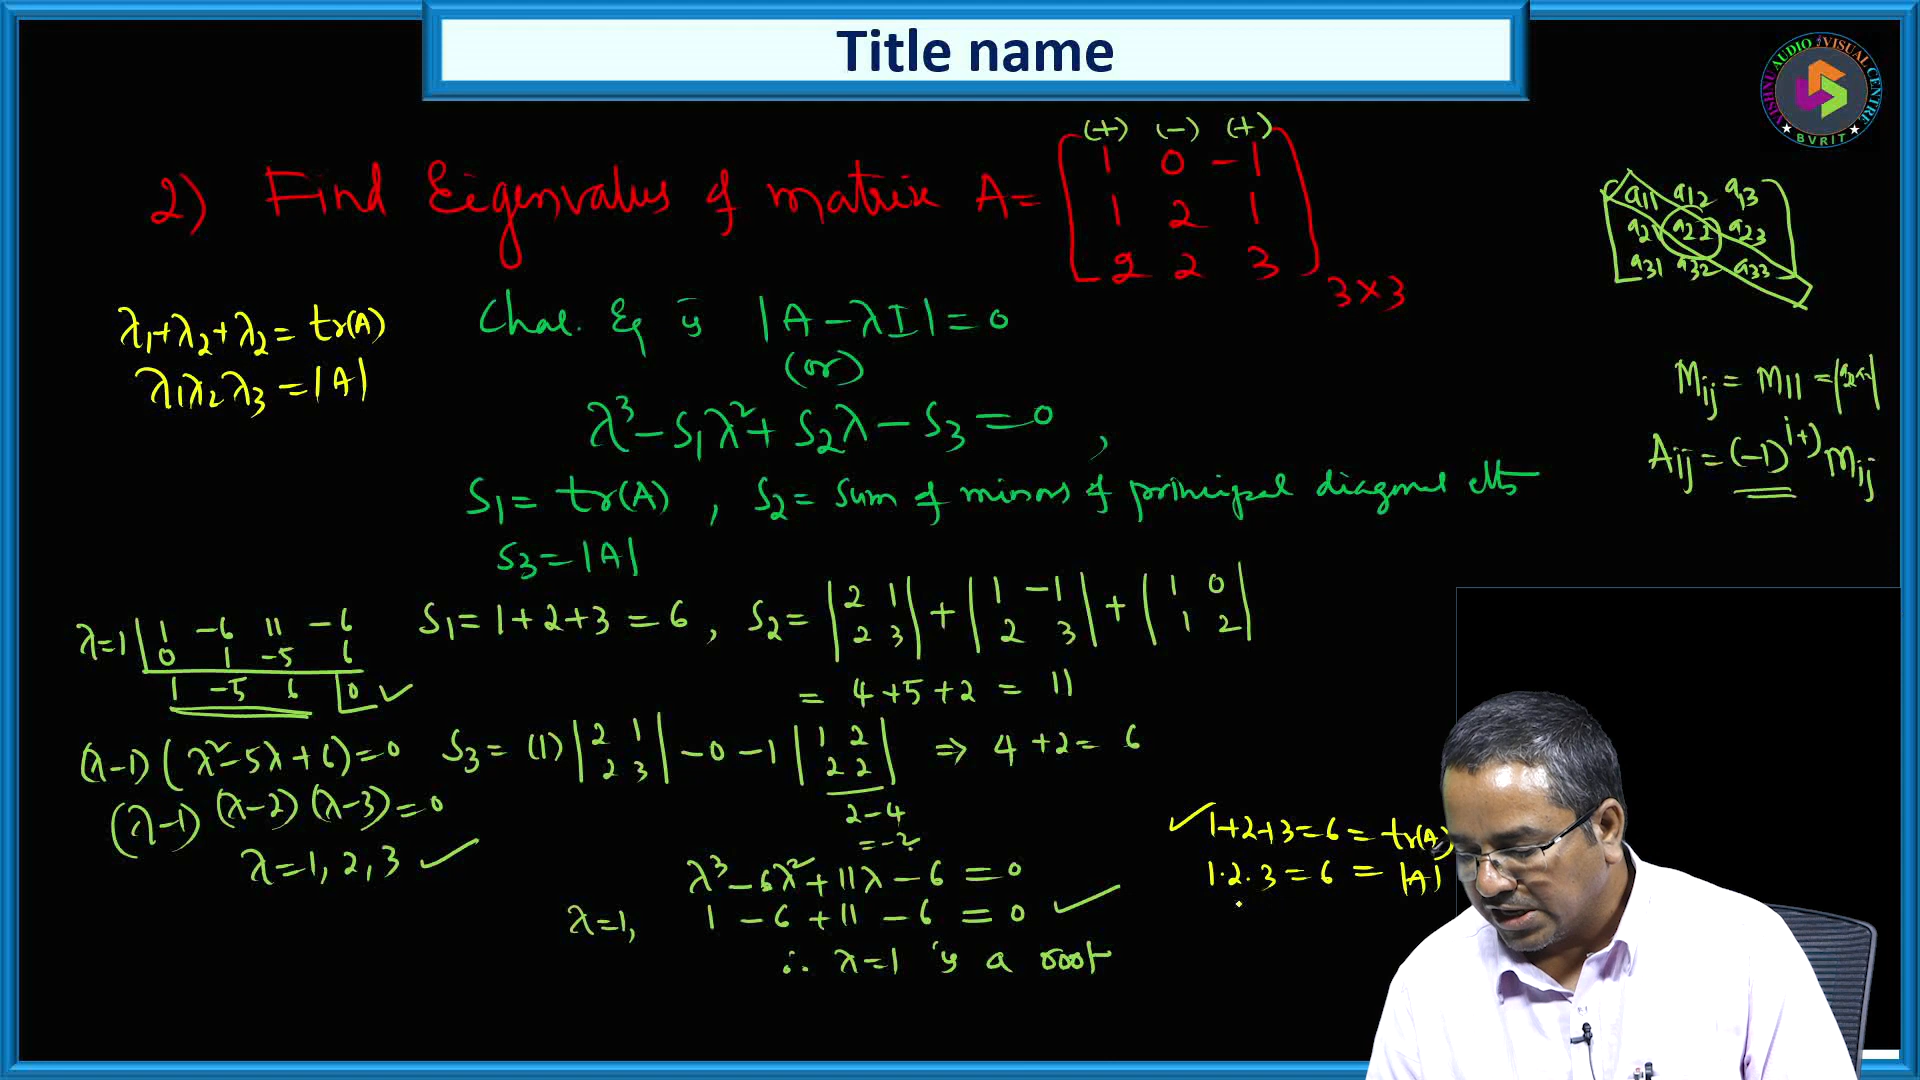 Title name
VISHNU AUDIO VISUAL CENTRE
BVRIT
2) Find Eigenvalues of matrix A=
(+) (-) (+)
1 0 -1
1 2 1
2 2 3
3×3
a11 a12 a13
a21 a22 a23
a31 a32 a33
λ1+λ2+λ2 = tr(A)
λ1λ2λ3 = |A|
Char. Eq is |A-λI|=0
(or)
λ³-S1λ²+S2λ-S3=0,
Mij = M11 =
Aij = (-1)^i+j Mij
S1 = tr(A), S2 = Sum of minors of principal diagonal elts
S3=|A|
λ=1| 1 -6 11 -6
0 1 -5 6
1 -5 6 |0 ✓
S1=1+2+3=6, S2= |2 1| + |1 -1| + |1 0|
|2 3| |2 3| |1 2|
= 4+5+2 = 11
(λ-1)(λ²-5λ+6)=0
(λ-1)(λ-2)(λ-3)=0
λ=1,2,3 ✓
S3=(1)|2 1| -0 -1|1 2| ⇒ 4+2= 6
|2 3| |2 2|
2-4
=-2
λ³-6λ²+11λ-6=0
λ=1, 1-6+11-6=0 ✓
∴ λ=1 is a root
✓1+2+3=6=tr(A)
1·2·3=6=|A|